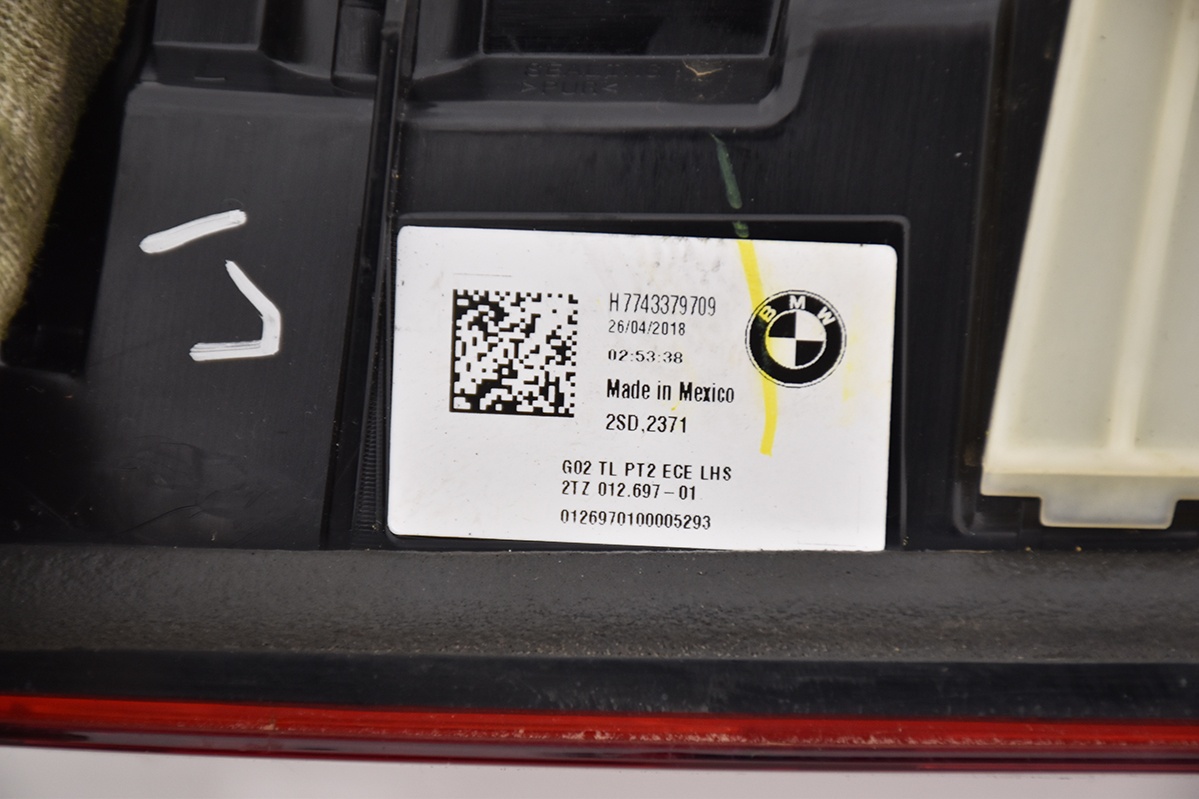 H7743379709
26/04/2018
02:53:38
BMW
Made in Mexico
2SD,2371
G02 TL PT2 ECE LHS
2TZ 012.697-01
0126970100005293